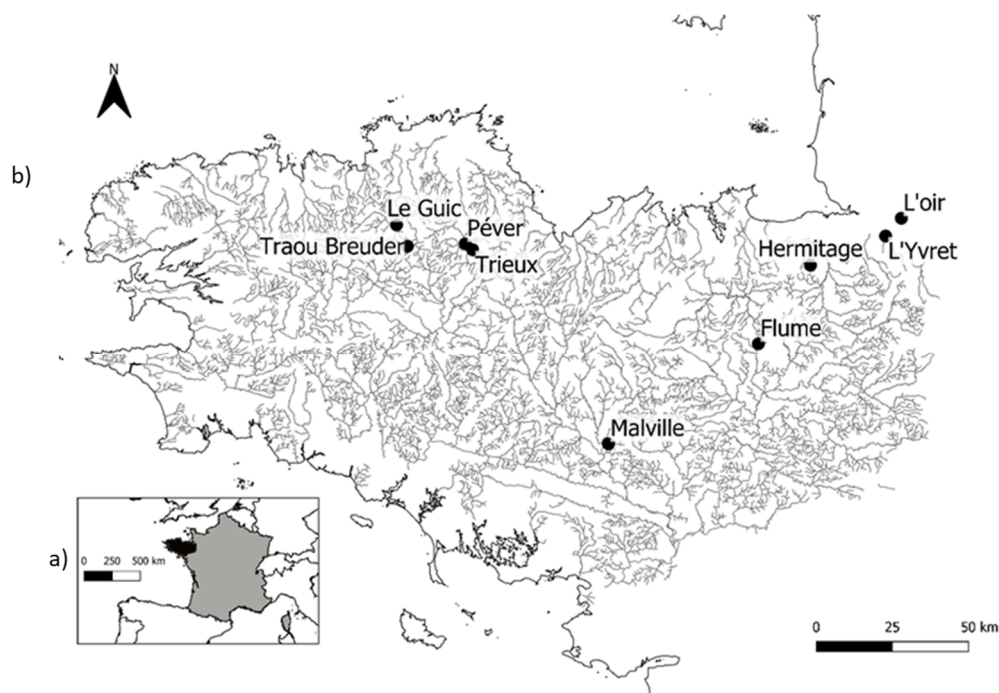 N
b)
Le Guic
Péver
Traou Breuder
Trieux
L'oir
L'Yvret
Hermitage
Flume
Malville
a)
0 250 500 km
0 25 50 km